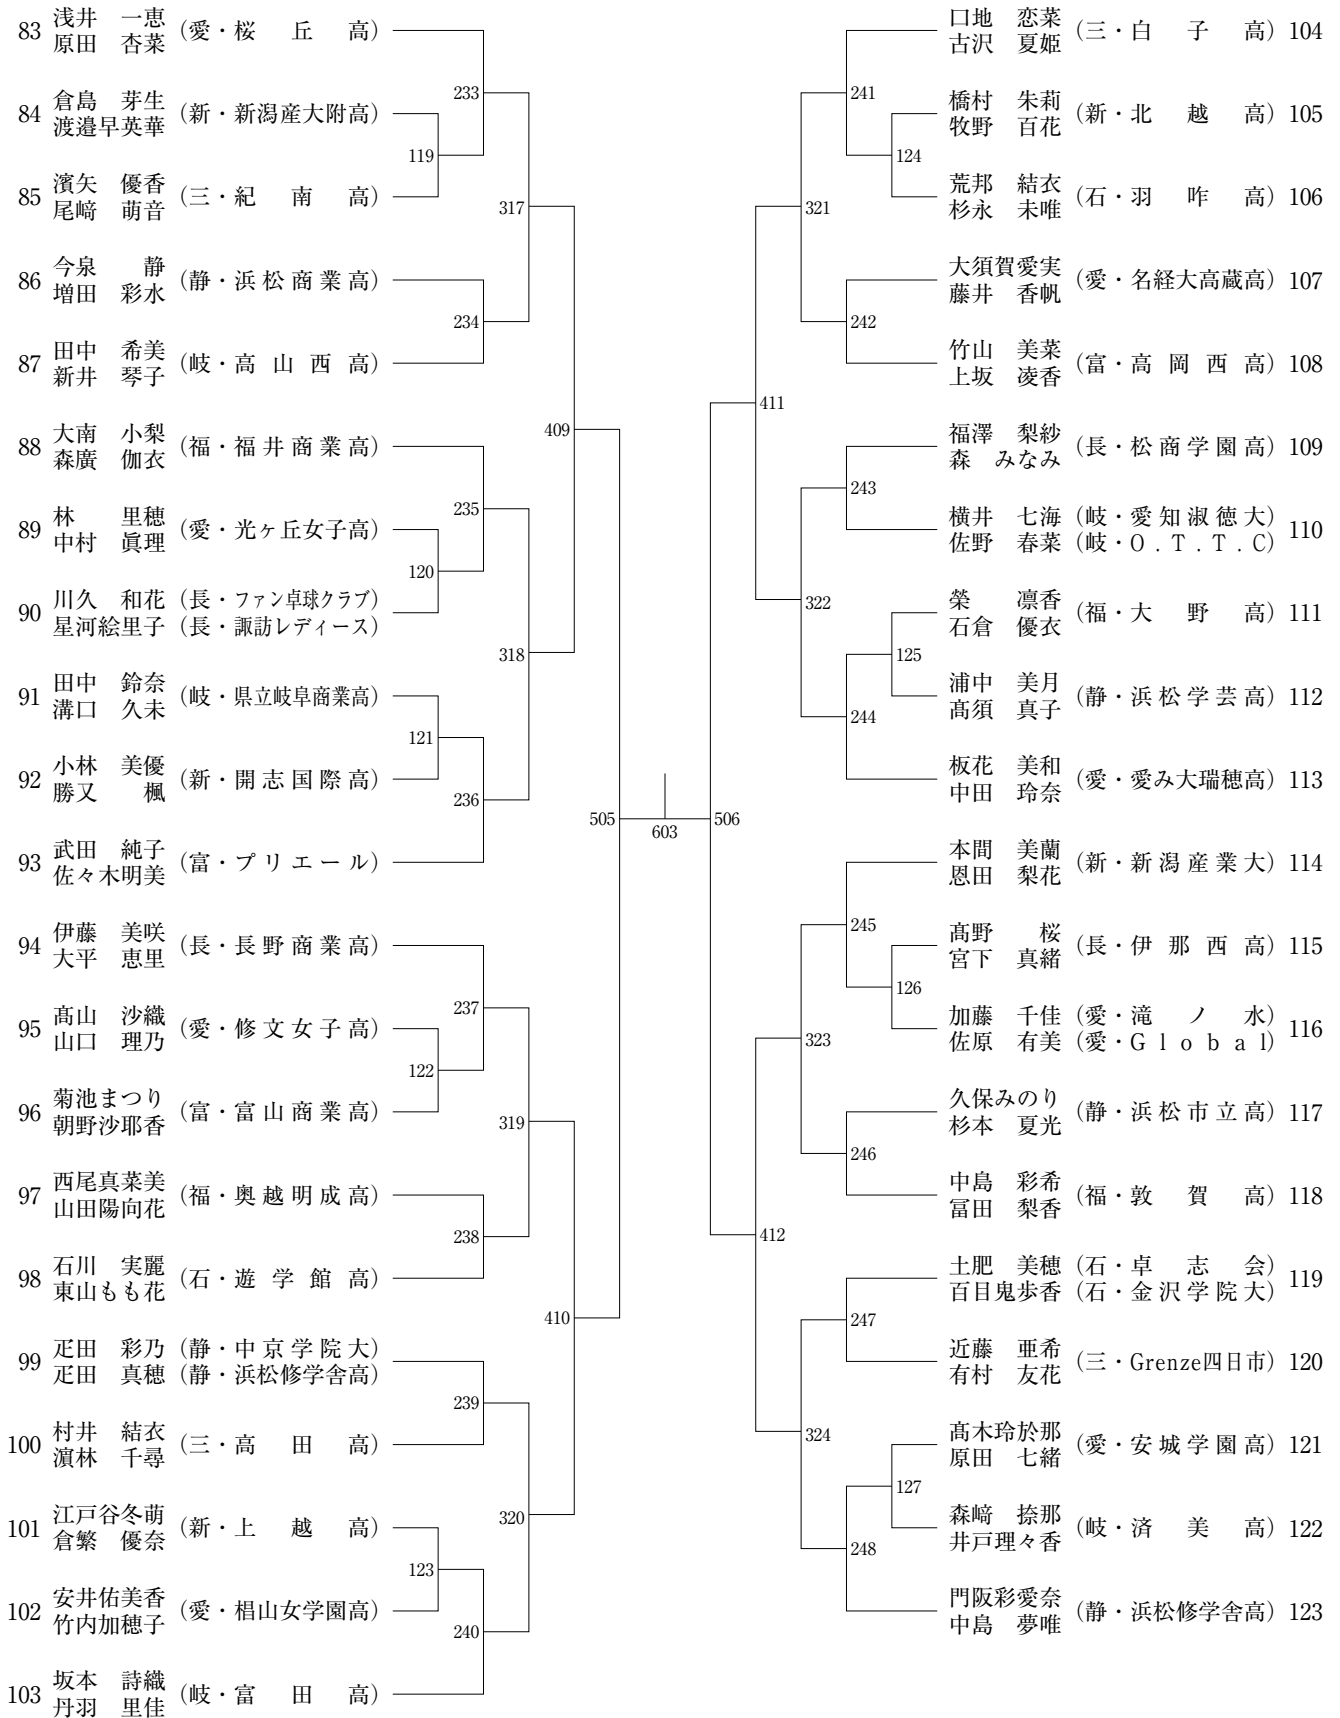 83 浅井　一恵 (愛・桜　丘　高)
原田　杏菜
84 倉島　芽生 (新・新潟産大附高)
渡邉早英華
85 濱矢　優香 (三・紀　南　高)
尾﨑　萌音
86 今泉　静 (静・浜松商業高)
増田　彩水
87 田中　希美 (岐・高山西高)
新井　琴子
88 大南　小梨 (福・福井商業高)
森廣　伽衣
89 林　里穂 (愛・光ヶ丘女子高)
中村　眞理
90 川久　和花 (長・ファン卓球クラブ)
星河絵里子 (長・諏訪レディース)
91 田中　鈴奈 (岐・県立岐阜商業高)
溝口　久未
92 小林　美優 (新・開志国際高)
勝又　楓
93 武田　純子 (富・プリエール)
佐々木明美
94 伊藤　美咲 (長・長野商業高)
大平　恵里
95 髙山　沙織 (愛・修文女子高)
山口　理乃
96 菊池まつり (富・富山商業高)
朝野沙耶香
97 西尾真菜美 (福・奥越明成高)
山田陽向花
98 石川　実麗 (石・遊学館高)
東山もも花
99 疋田　彩乃 (静・中京学院大)
疋田　真穂 (静・浜松修学舎高)
100 村井　結衣 (三・高　田　高)
濵林　千尋
101 江戸谷冬萌 (新・上　越　高)
倉繁　優奈
102 安井佑美香 (愛・椙山女学園高)
竹内加穂子
103 坂本　詩織 (岐・富　田　高)
丹羽　里佳
233
119
317
234
409
235
120
318
121
236
505
237
122
319
238
410
239
320
123
240
603
506
241
124
321
242
411
243
322
125
244
245
126
323
246
412
247
324
127
248
口地　恋菜 (三・白　子　高) 104
古沢　夏姫
橋村　朱莉 (新・北　越　高) 105
牧野　百花
荒邦　結衣 (石・羽　咋　高) 106
杉永　未唯
大須賀愛実 (愛・名経大高蔵高) 107
藤井　香帆
竹山　美菜 (富・高岡西高) 108
上坂　凌香
福澤　梨紗 (長・松商学園高) 109
森　みなみ
横井　七海 (岐・愛知淑徳大) 110
佐野　春菜 (岐・O.T.T.C)
榮　凛香 (福・大　野　高) 111
石倉　優衣
浦中　美月 (静・浜松学芸高) 112
髙須　真子
板花　美和 (愛・愛み大瑞穂高) 113
中田　玲奈
本間　美蘭 (新・新潟産業大) 114
恩田　梨花
髙野　桜 (長・伊那西高) 115
宮下　真緒
加藤　千佳 (愛・滝ノ水) 116
佐原　有美 (愛・Global)
久保みのり (静・浜松市立高) 117
杉本　夏光
中島　彩希 (福・敦　賀　高) 118
冨田　梨香
土肥　美穂 (石・卓志会) 119
百目鬼歩香 (石・金沢学院大)
近藤　亜希 (三・Grenze四日市) 120
有村　友花
髙木玲於那 (愛・安城学園高) 121
原田　七緒
森﨑　捺那 (岐・済　美　高) 122
井戸理々香
門阪彩愛奈 (静・浜松修学舎高) 123
中島　夢唯